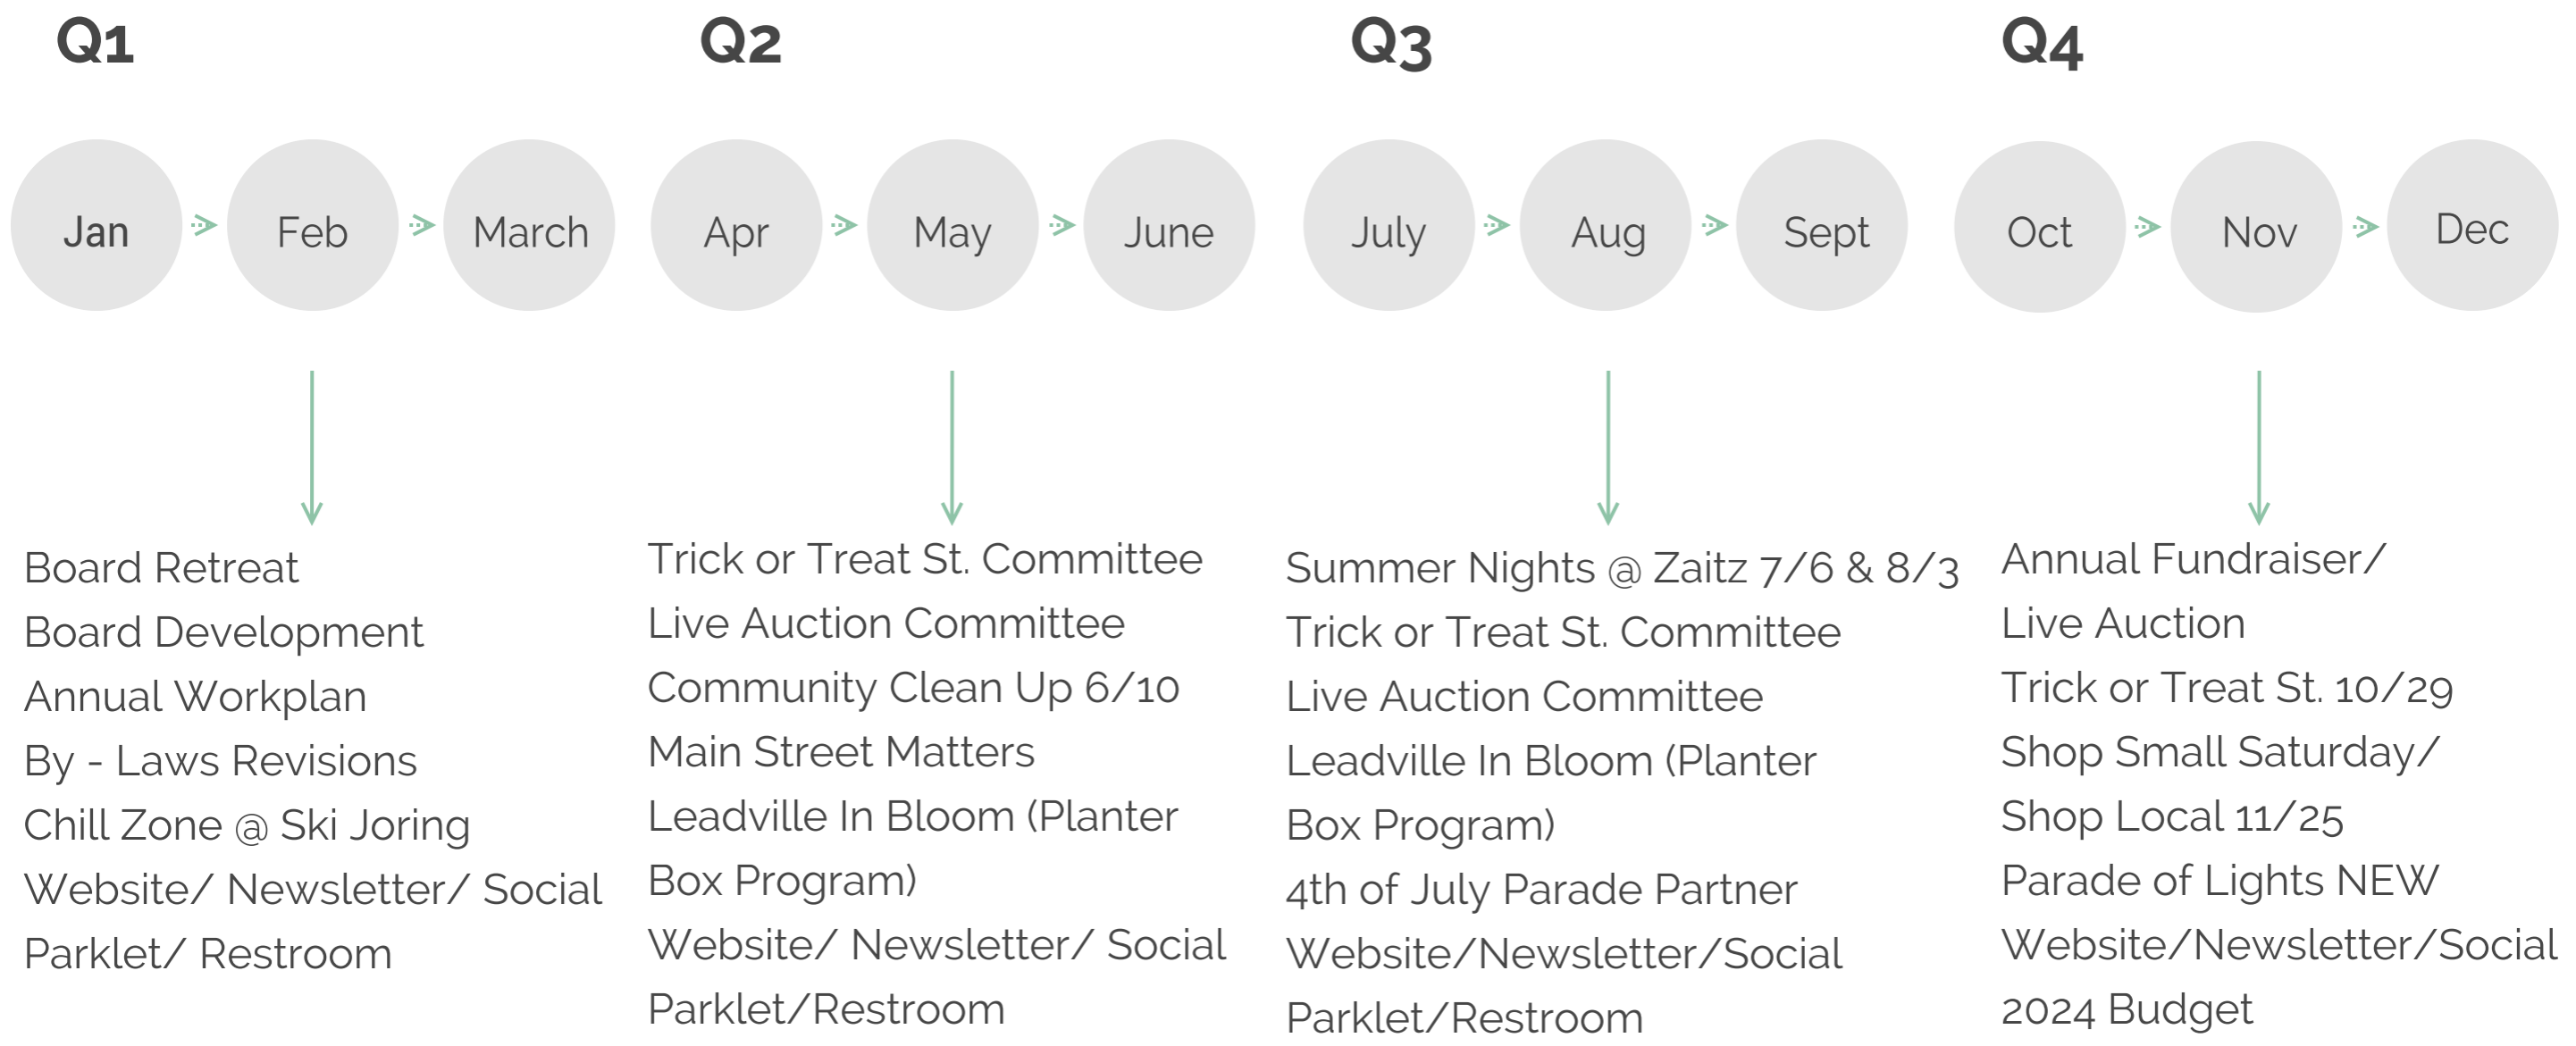 Q1
Q2
Q3
Q4
Jan
Feb
March
Apr
May
June
July
Aug
Sept
Oct
Nov
Dec
Board Retreat
Board Development
Annual Workplan
By - Laws Revisions
Chill Zone @ Ski Joring
Website/ Newsletter/ Social
Parklet/ Restroom
Trick or Treat St. Committee
Live Auction Committee
Community Clean Up 6/10
Main Street Matters
Leadville In Bloom (Planter
Box Program)
Website/ Newsletter/ Social
Parklet/Restroom
Summer Nights @ Zaitz 7/6 & 8/3
Trick or Treat St. Committee
Live Auction Committee
Leadville In Bloom (Planter
Box Program)
4th of July Parade Partner
Website/Newsletter/Social
Parklet/Restroom
Annual Fundraiser/
Live Auction
Trick or Treat St. 10/29
Shop Small Saturday/
Shop Local 11/25
Parade of Lights NEW
Website/Newsletter/Social
2024 Budget